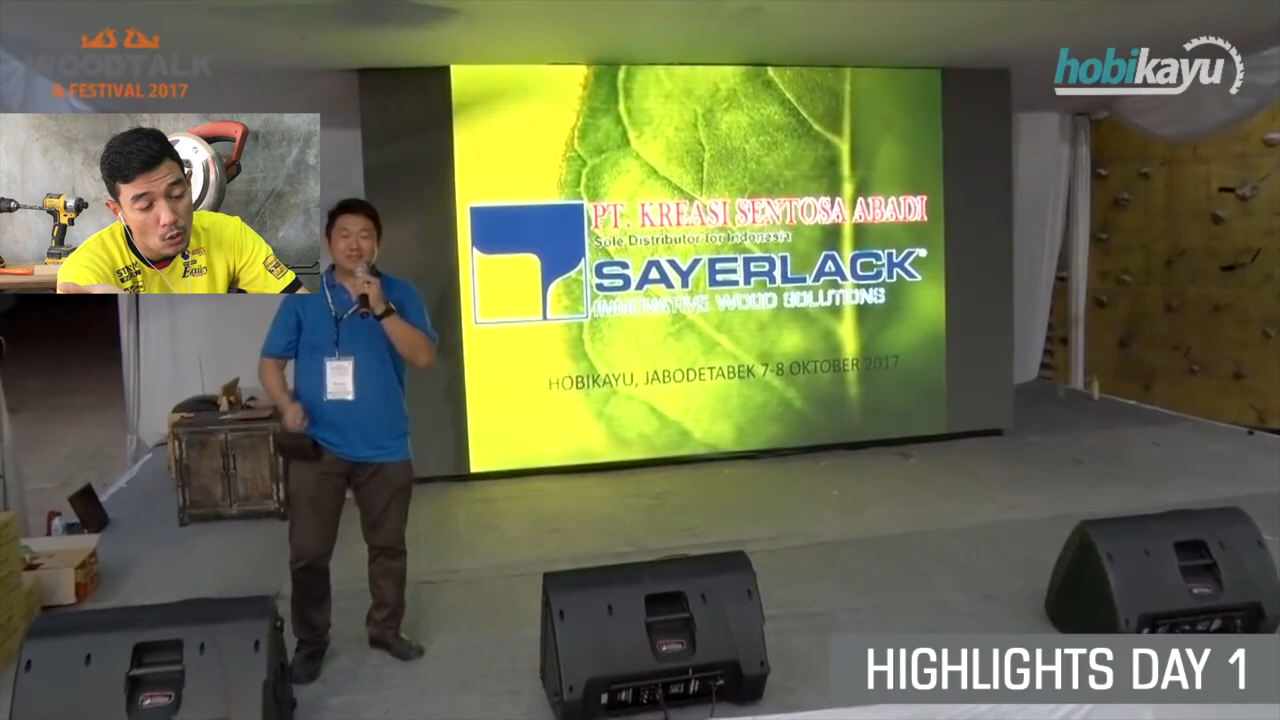 WOODTALK
& FESTIVAL 2017
hobikayu
PT. KREASI SENTOSA ABADI
Sole Distributor for Indonesia
SAYERLACK®
INNOVATIVE WOOD SOLUTIONS
HOBIKAYU, JABODETABEK 7-8 OKTOBER 2017
HIGHLIGHTS DAY 1